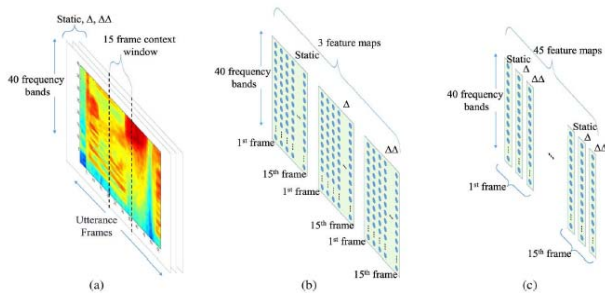 Static, Δ, ΔΔ
15 frame context
window
40 frequency
bands
Utterance
Frames
(a)
3 feature maps
Static
40 frequency
bands
Δ
ΔΔ
1st frame
15th frame
1st frame
15th frame
1st frame
15th frame
(b)
45 feature maps
Static
Δ
ΔΔ
40 frequency
bands
Static
Δ
ΔΔ
1st frame
15th frame
(c)